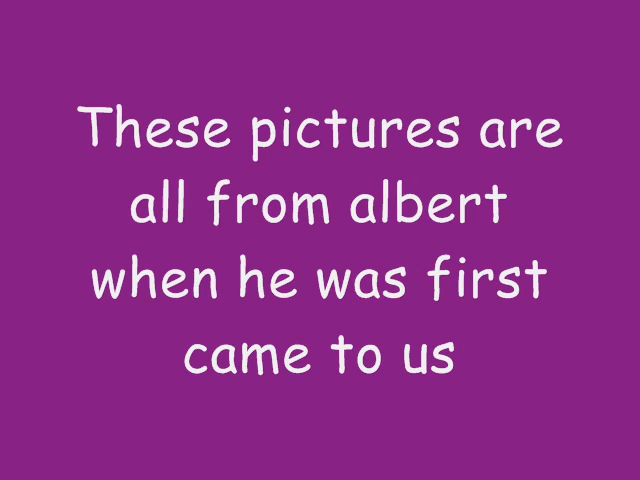 These pictures are
all from albert
when he was first
came to us